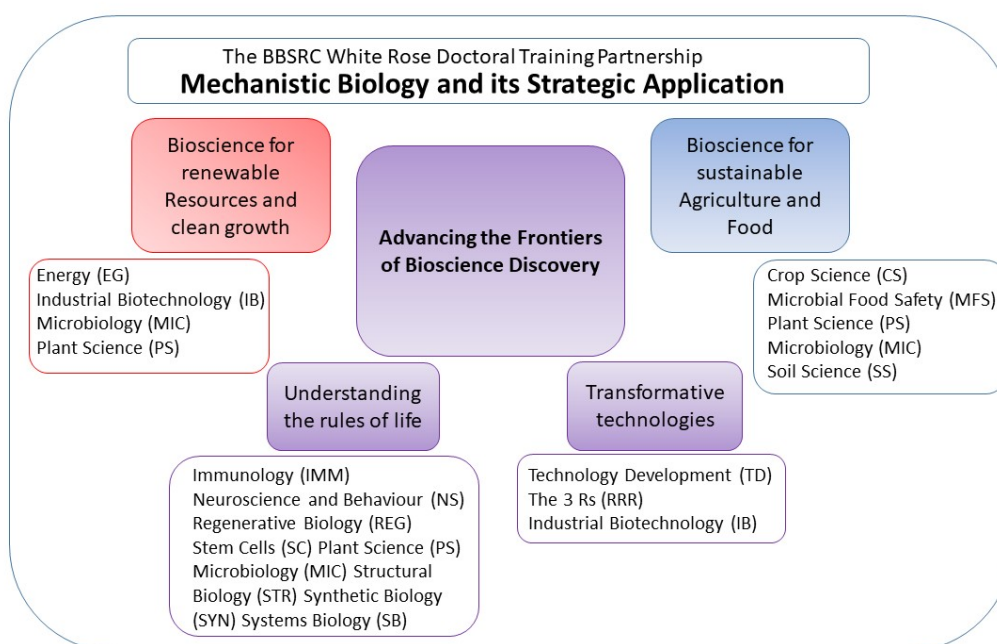 The BBSRC White Rose Doctoral Training Partnership
Mechanistic Biology and its Strategic Application
Bioscience for
renewable
Resources and
clean growth
Energy (EG)
Industrial Biotechnology (IB)
Microbiology (MIC)
Plant Science (PS)
Advancing the Frontiers
of Bioscience Discovery
Bioscience for
sustainable
Agriculture and
Food
Crop Science (CS)
Microbial Food Safety (MFS)
Plant Science (PS)
Microbiology (MIC)
Soil Science (SS)
Understanding
the rules of life
Immunology (IMM)
Neuroscience and Behaviour (NS)
Regenerative Biology (REG)
Stem Cells (SC) Plant Science (PS)
Microbiology (MIC) Structural
Biology (STR) Synthetic Biology
(SYN) Systems Biology (SB)
Transformative
technologies
Technology Development (TD)
The 3 Rs (RRR)
Industrial Biotechnology (IB)